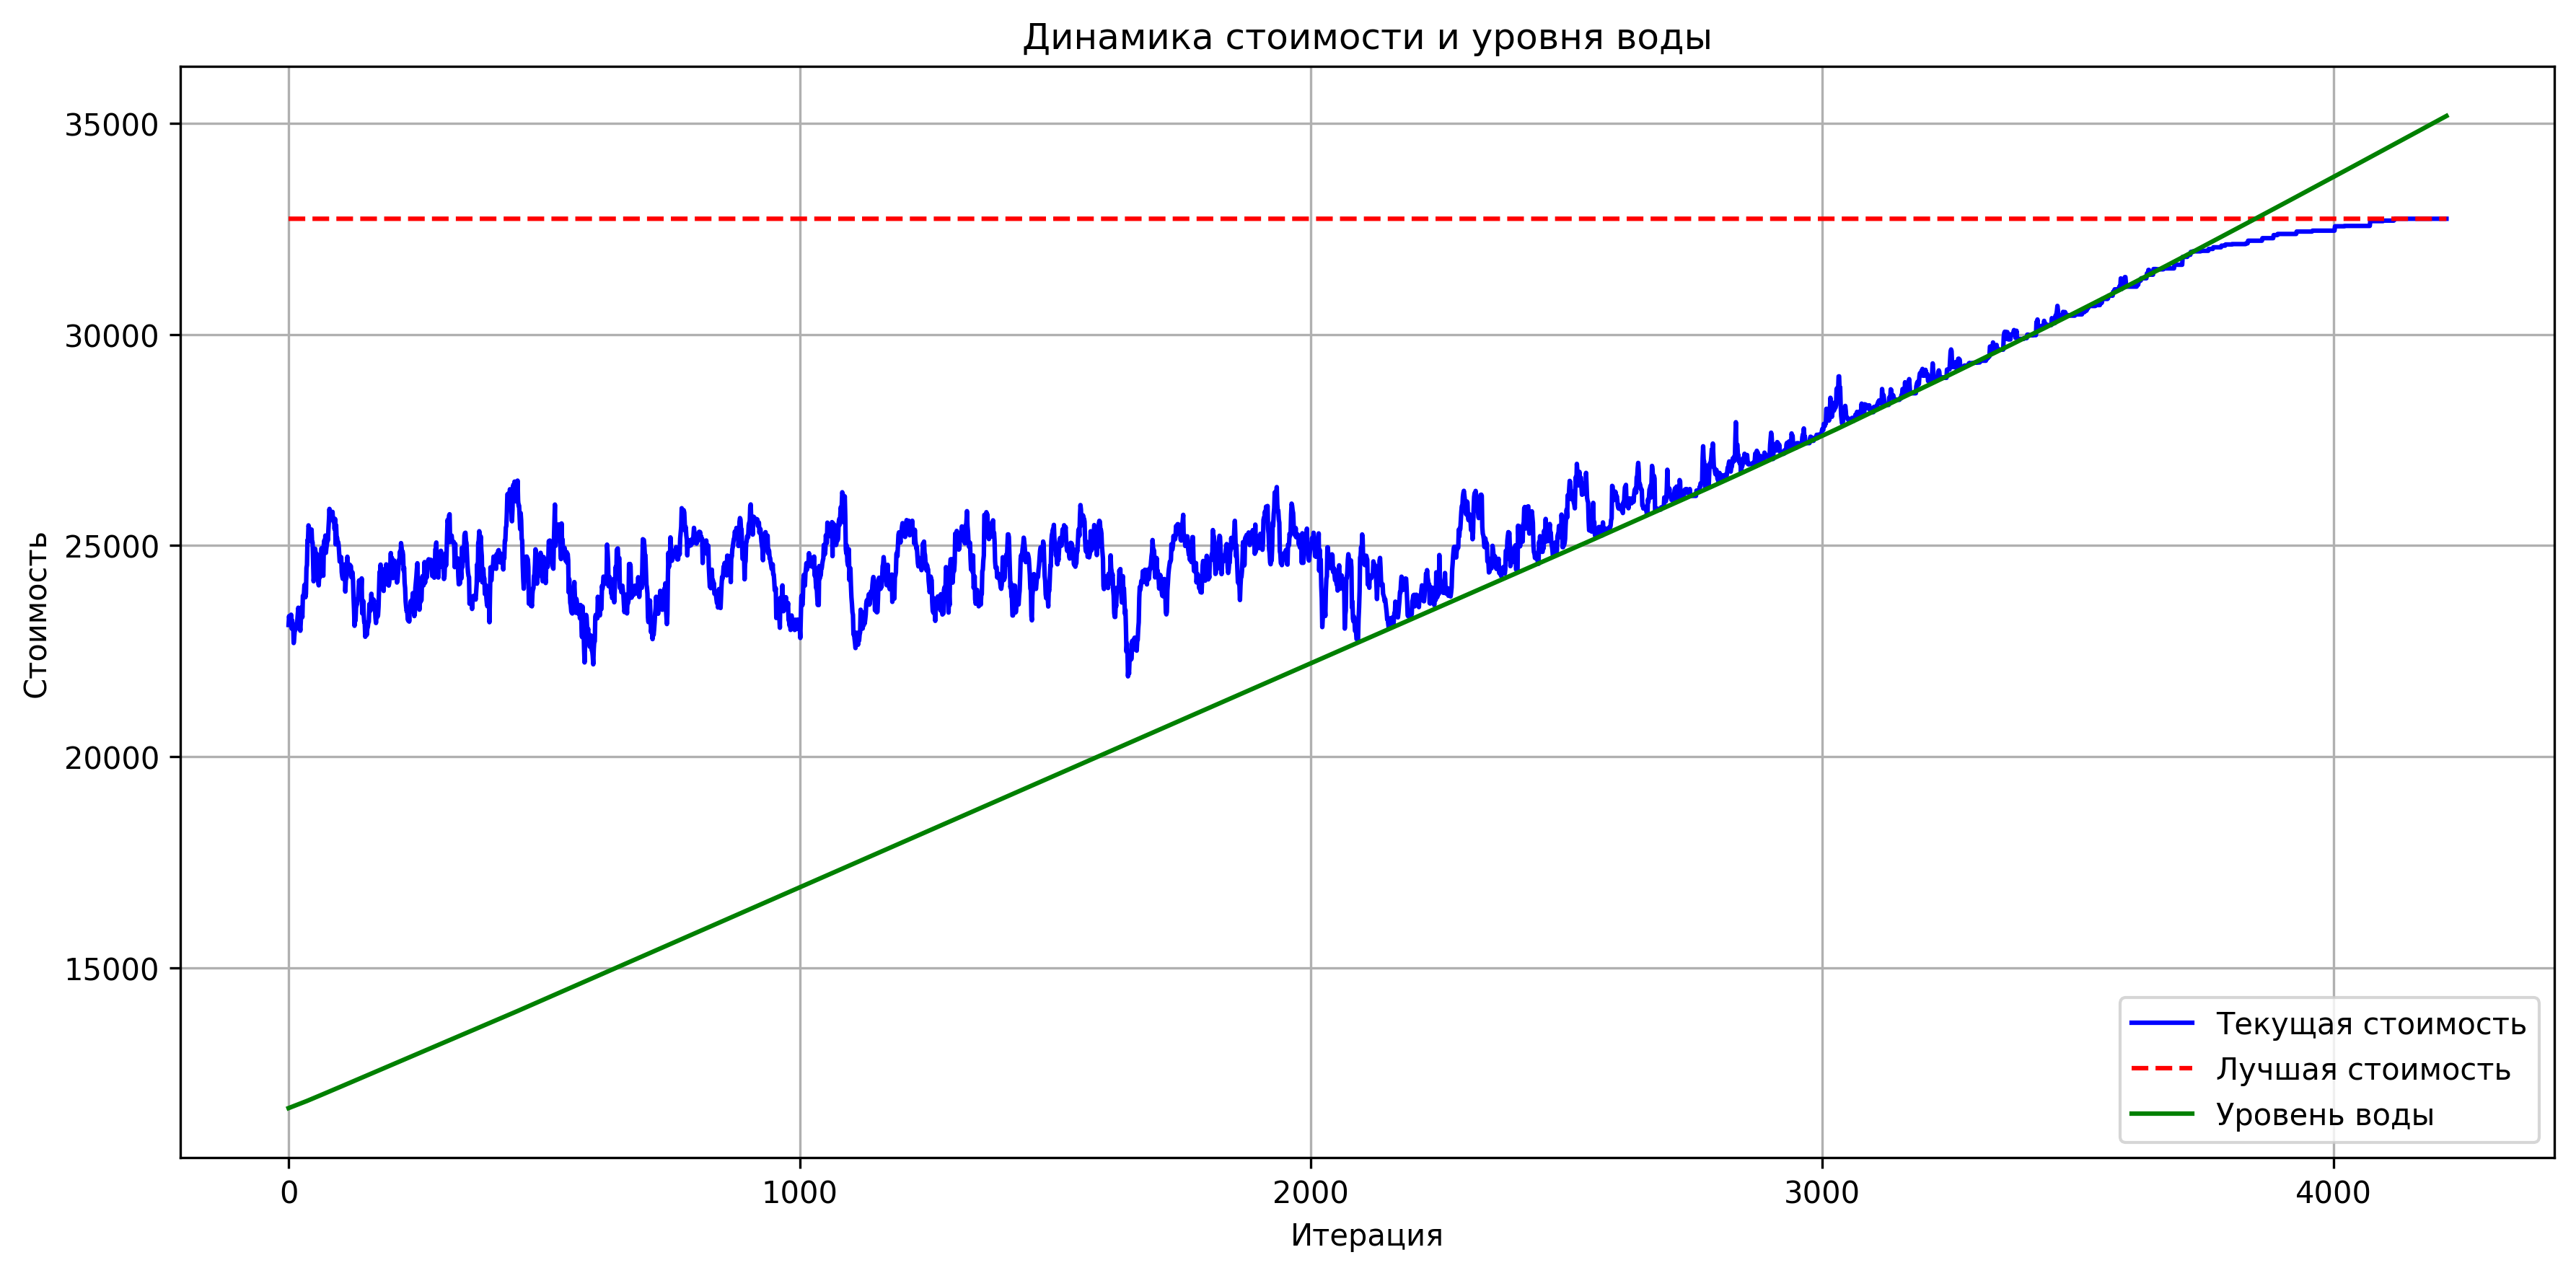 Динамика стоимости и уровня воды
Стоимость
35000
30000
25000
20000
15000
0 1000 2000 3000 4000
Итерация
Текущая стоимость
Лучшая стоимость
Уровень воды